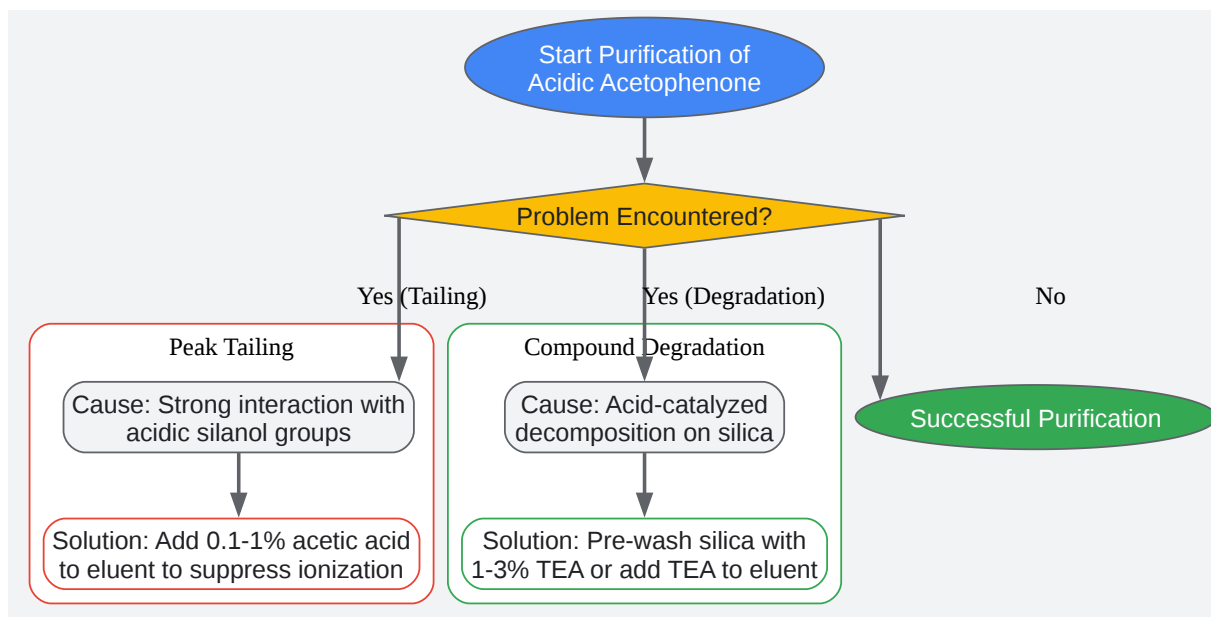 Start Purification of
Acidic Acetophenone
Problem Encountered?
Yes (Tailing)
Yes (Degradation)
No
Peak Tailing
Compound Degradation
Cause: Strong interaction with
acidic silanol groups
Cause: Acid-catalyzed
decomposition on silica
Successful Purification
Solution: Add 0.1-1% acetic acid
to eluent to suppress ionization
Solution: Pre-wash silica with
1-3% TEA or add TEA to eluent